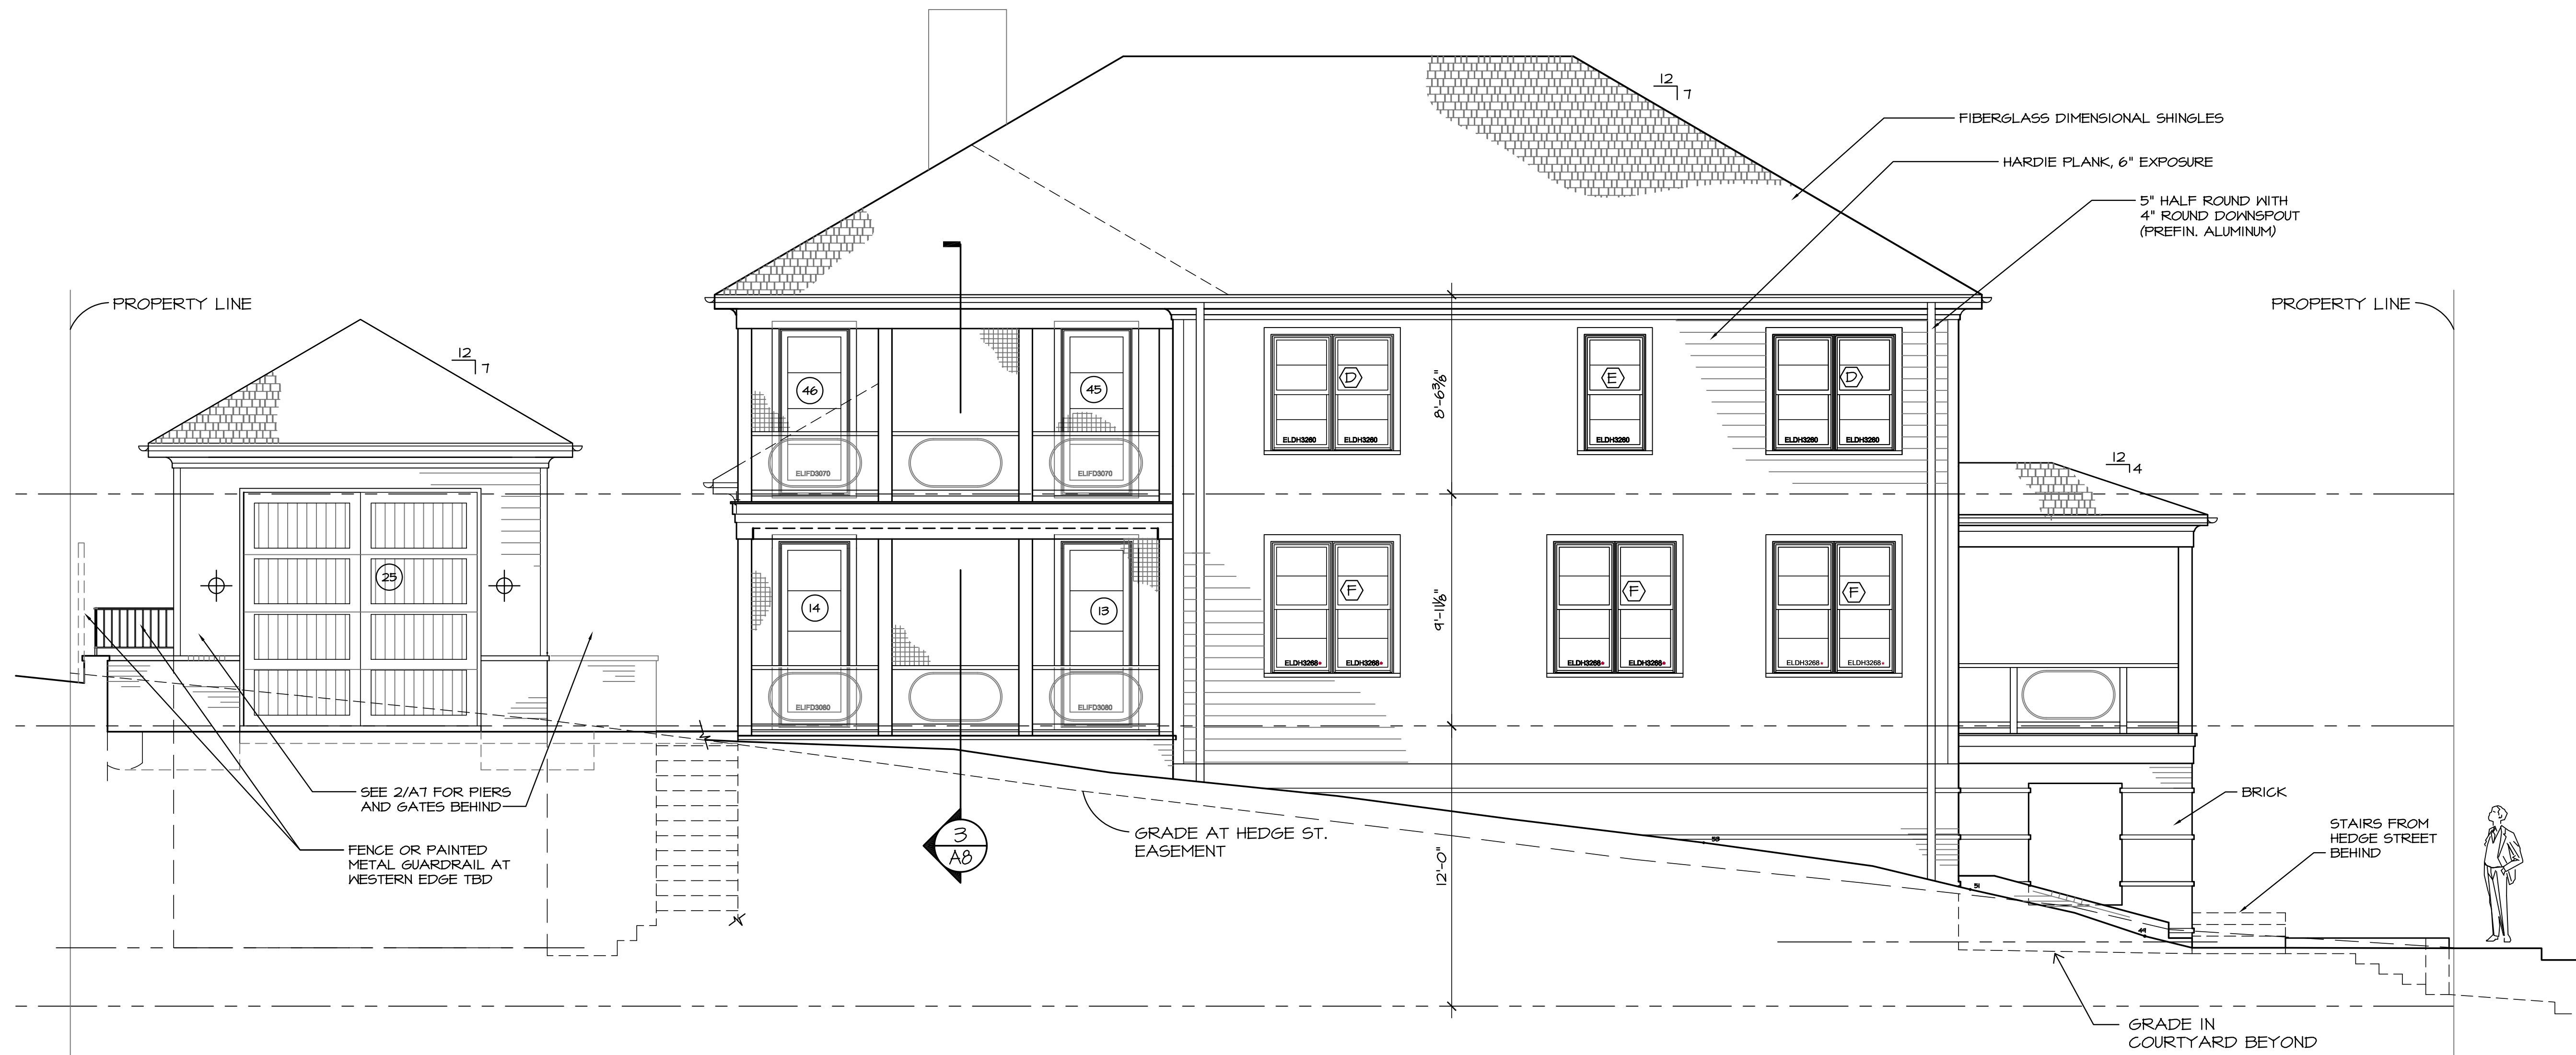 12
7
FIBERGLASS DIMENSIONAL SHINGLES
HARDIE PLANK, 6" EXPOSURE
5" HALF ROUND WITH
4" ROUND DOWNSPOUT
(PREFIN. ALUMINUM)
PROPERTY LINE
PROPERTY LINE
12
7
46
45
D
E
D
8'-6⅜"
ELDH3260 ELDH3260
ELDH3260
ELDH3260 ELDH3260
ELIFD3070
ELIFD3070
12
4
25
14
13
F
F
F
9'-11⅛"
ELDH3268* ELDH3268*
ELDH3268* ELDH3268*
ELDH3268* ELDH3268*
ELIFD3080
ELIFD3080
SEE 2/A7 FOR PIERS
AND GATES BEHIND
FENCE OR PAINTED
METAL GUARDRAIL AT
WESTERN EDGE TBD
3
A8
GRADE AT HEDGE ST.
EASEMENT
12'-0"
BRICK
STAIRS FROM
HEDGE STREET
BEHIND
51
49
GRADE IN
COURTYARD BEYOND